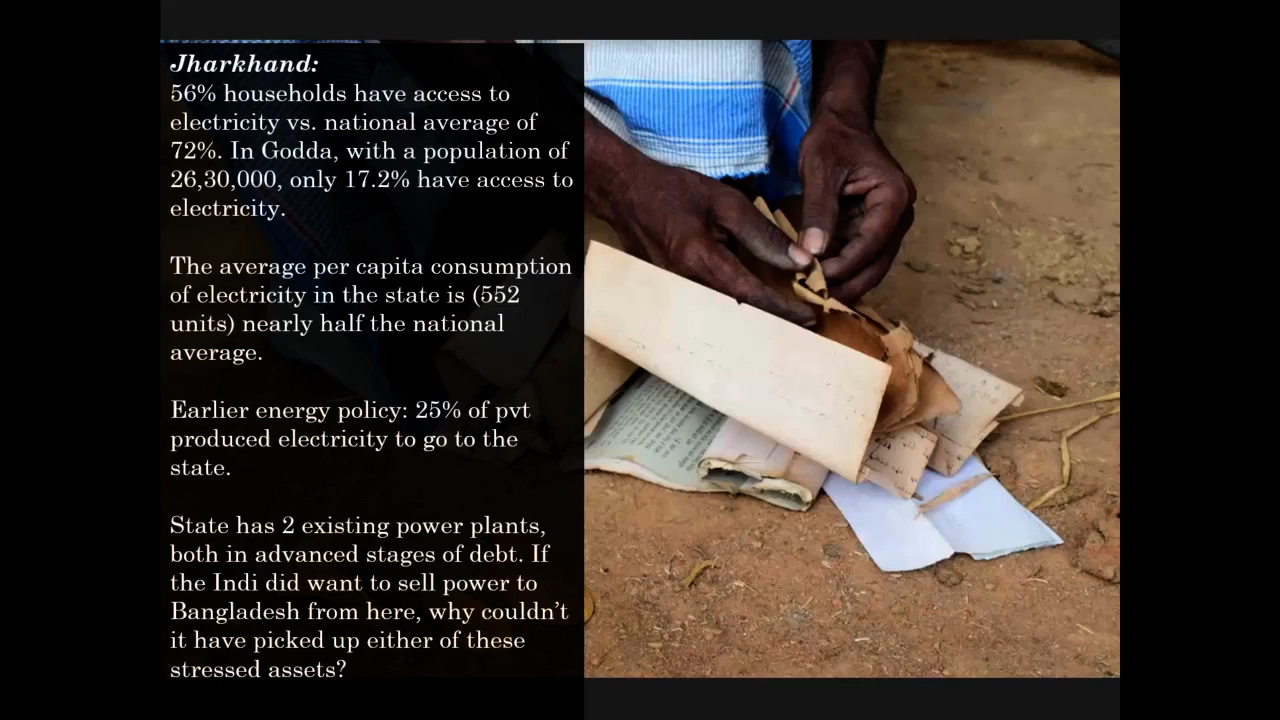 Jharkhand:
56% households have access to
electricity vs. national average of
72%. In Godda, with a population of
26,30,000, only 17.2% have access to
electricity.
The average per capita consumption
of electricity in the state is (552
units) nearly half the national
average.
Earlier energy policy: 25% of pvt
produced electricity to go to the
state.
State has 2 existing power plants,
both in advanced stages of debt. If
the Indi did want to sell power to
Bangladesh from here, why couldn't
it have picked up either of these
stressed assets?